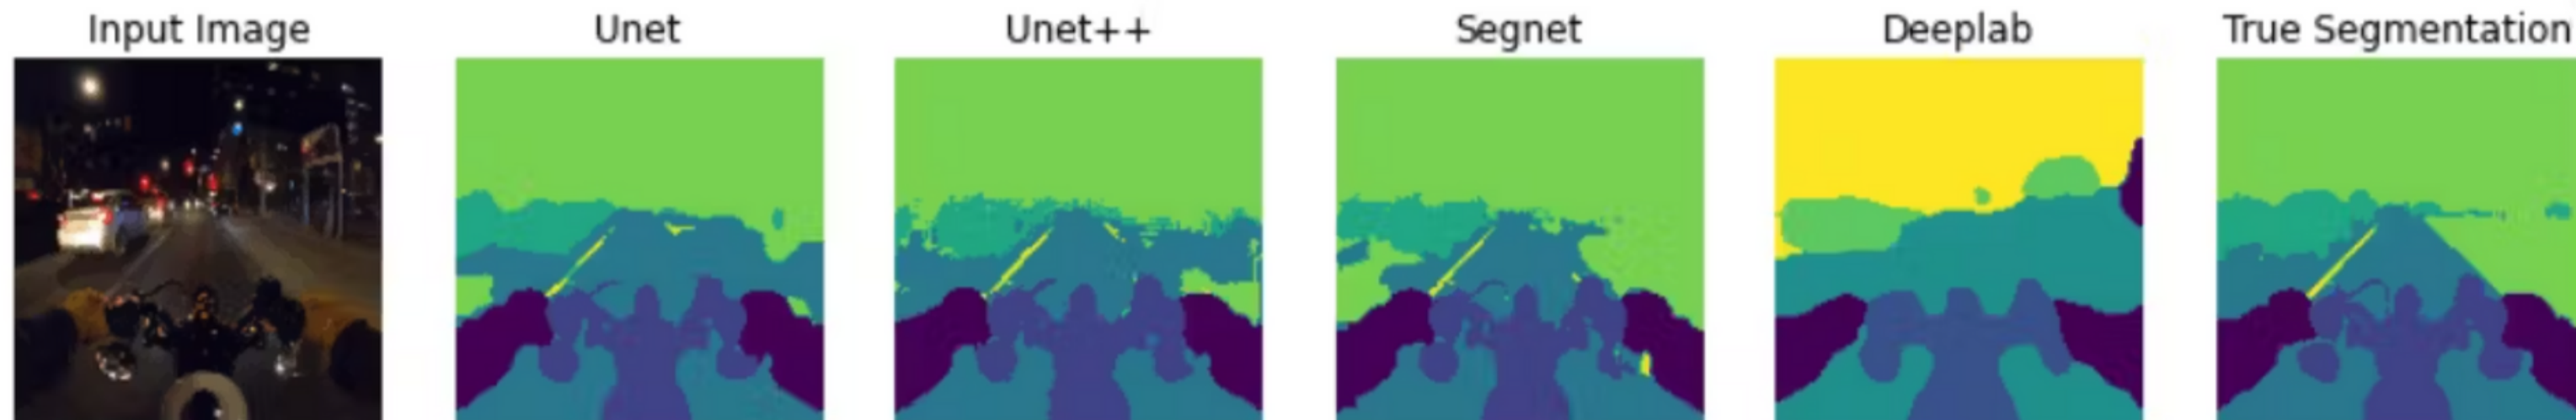 Input Image
Unet
Unet++
Segnet
Deeplab
True Segmentation